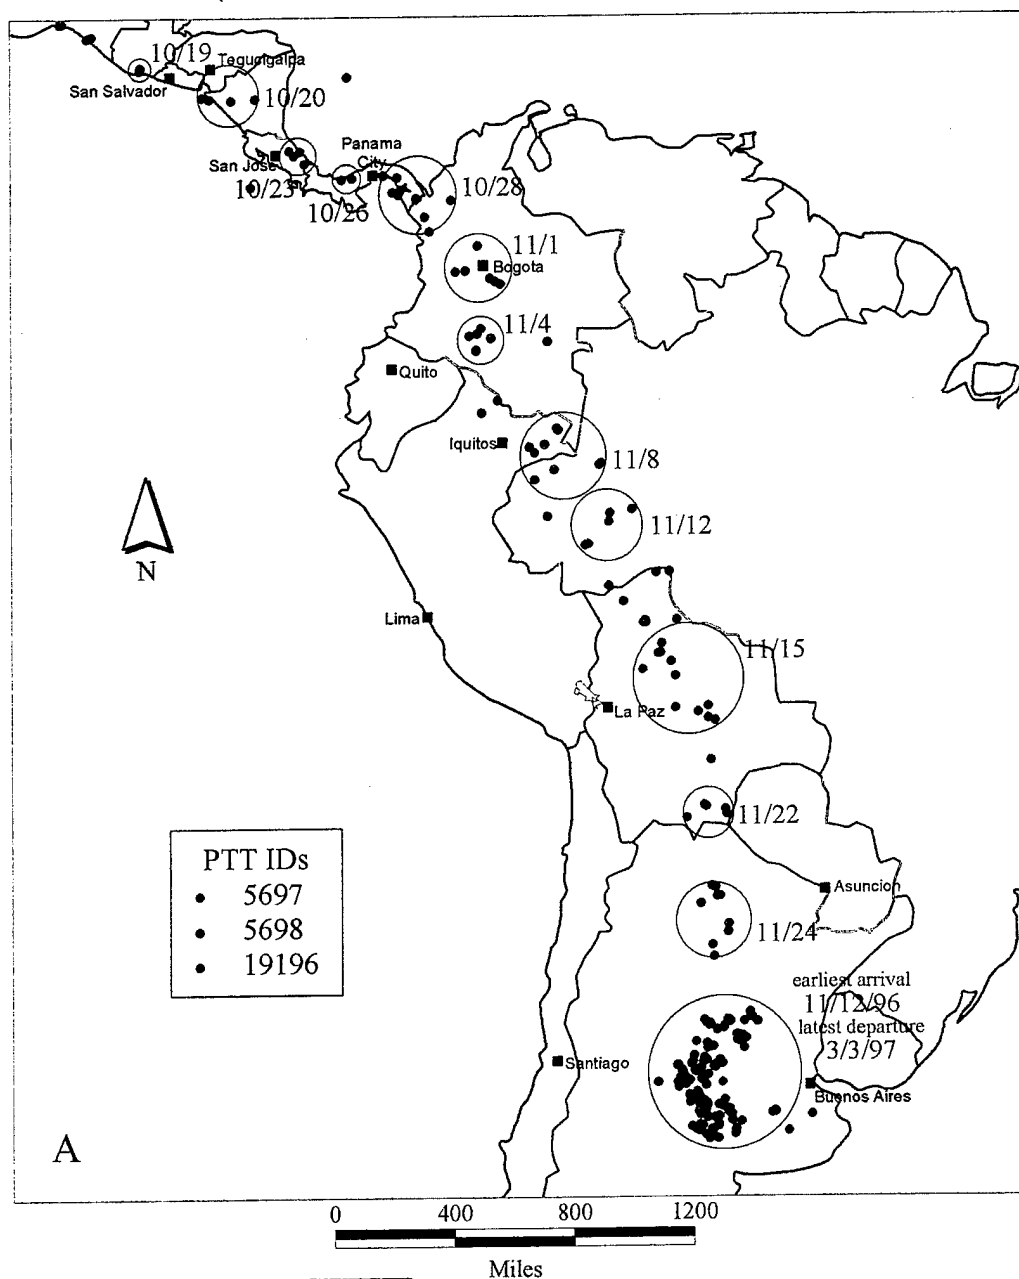 10/19
Tegucigalpa
San Salvador
10/20
Panama
City
San Jose
10/23
10/26
10/28
11/1
Bogota
11/4
Quito
Iquitos
11/8
11/12
N
Lima
11/15
La Paz
11/22
PTT IDs
5697
5698
19196
Asuncion
11/24
earliest arrival
11/12/96
latest departure
3/3/97
Santiago
Buenos Aires
A
0 400 800 1200
Miles